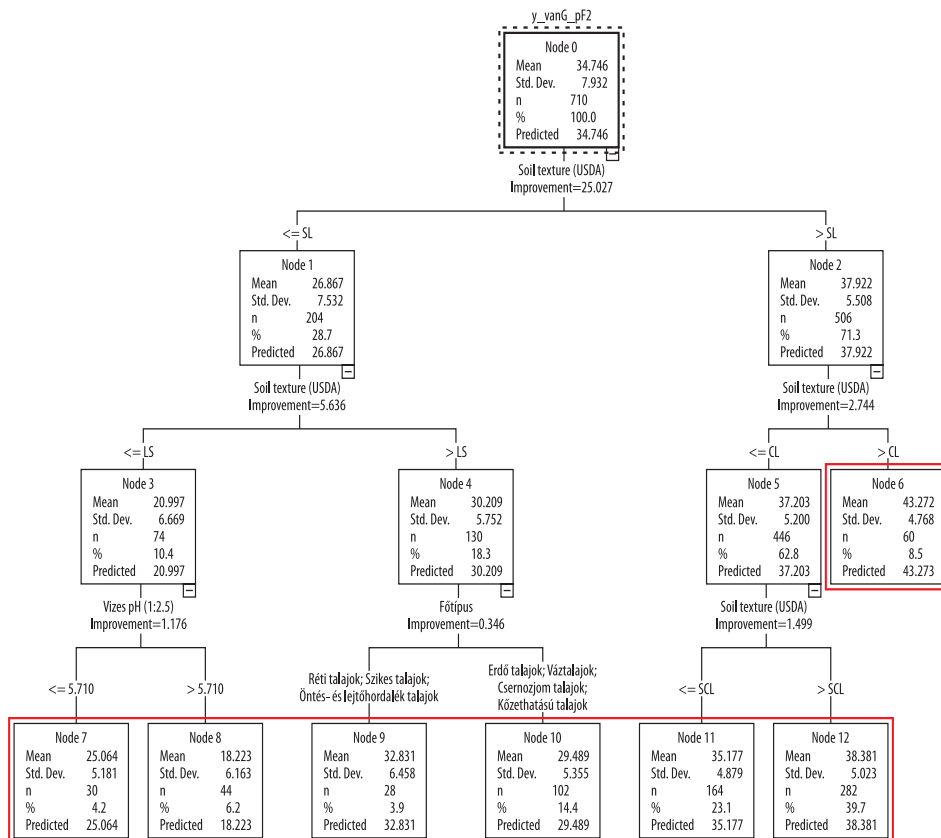 y_vanG_pF2
Node 0
Mean 34.746
Std. Dev. 7.932
n 710
% 100.0
Predicted 34.746
Soil texture (USDA)
Improvement=25.027
<= SL
> SL
Node 1
Mean 26.867
Std. Dev. 7.532
n 204
% 28.7
Predicted 26.867
Node 2
Mean 37.922
Std. Dev. 5.508
n 506
% 71.3
Predicted 37.922
Soil texture (USDA)
Improvement=5.636
Soil texture (USDA)
Improvement=2.744
<= LS
> LS
<= CL
> CL
Node 3
Mean 20.997
Std. Dev. 6.669
n 74
% 10.4
Predicted 20.997
Node 4
Mean 30.209
Std. Dev. 5.752
n 130
% 18.3
Predicted 30.209
Node 5
Mean 37.203
Std. Dev. 5.200
n 446
% 62.8
Predicted 37.203
Node 6
Mean 43.272
Std. Dev. 4.768
n 60
% 8.5
Predicted 43.273
Vizes pH (1:2.5)
Improvement=1.176
Főtípus
Improvement=0.346
Soil texture (USDA)
Improvement=1.499
<= 5.710
> 5.710
Réti talajok; Szikes talajok;
Öntés- és lejtőhordalék talajok
Erdő talajok; Váztalajok;
Csernozjom talajok;
Kőzethatású talajok
<= SCL
> SCL
Node 7
Mean 25.064
Std. Dev. 5.181
n 30
% 4.2
Predicted 25.064
Node 8
Mean 18.223
Std. Dev. 6.163
n 44
% 6.2
Predicted 18.223
Node 9
Mean 32.831
Std. Dev. 6.458
n 28
% 3.9
Predicted 32.831
Node 10
Mean 29.489
Std. Dev. 5.355
n 102
% 14.4
Predicted 29.489
Node 11
Mean 35.177
Std. Dev. 4.879
n 164
% 23.1
Predicted 35.177
Node 12
Mean 38.381
Std. Dev. 5.023
n 282
% 39.7
Predicted 38.381